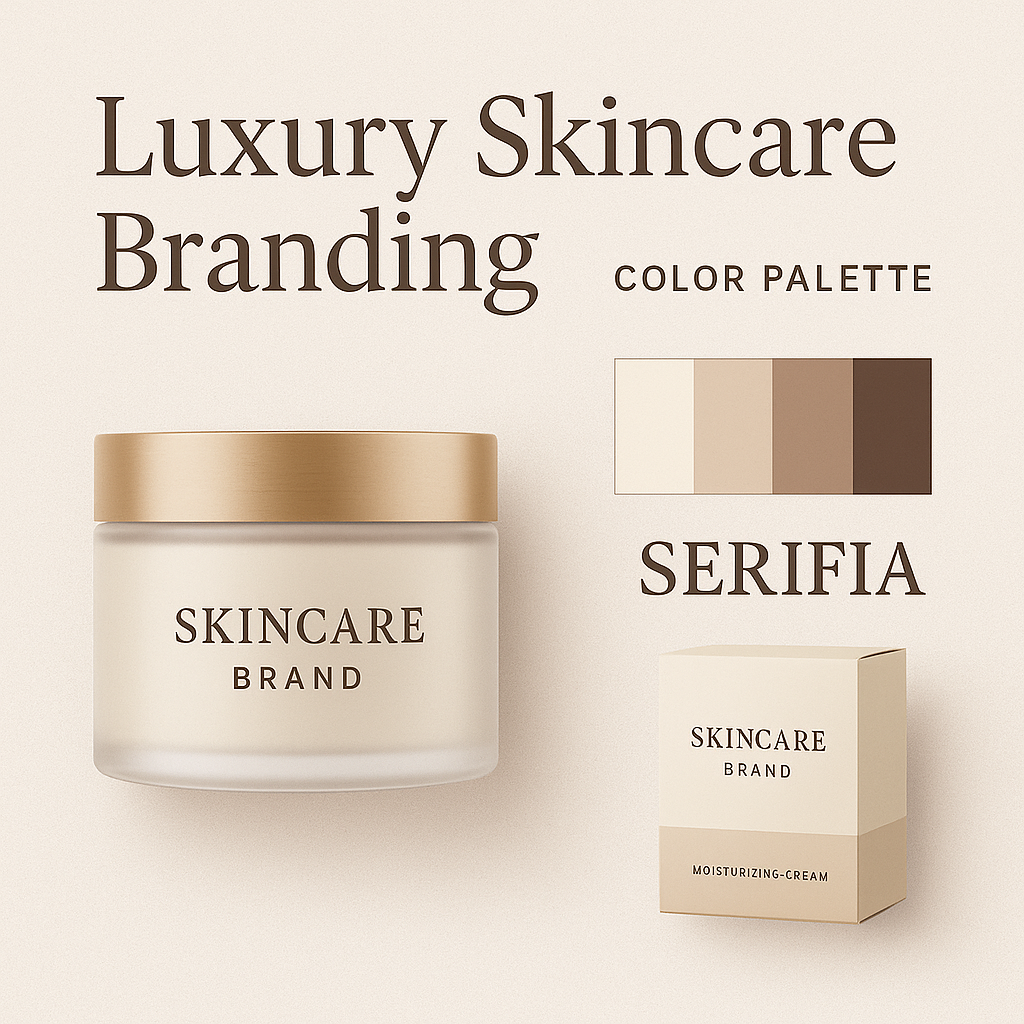 Luxury Skincare
Branding
COLOR PALETTE
SERIFIA
SKINCARE
BRAND
SKINCARE
BRAND
MOISTURIZING-CREAM